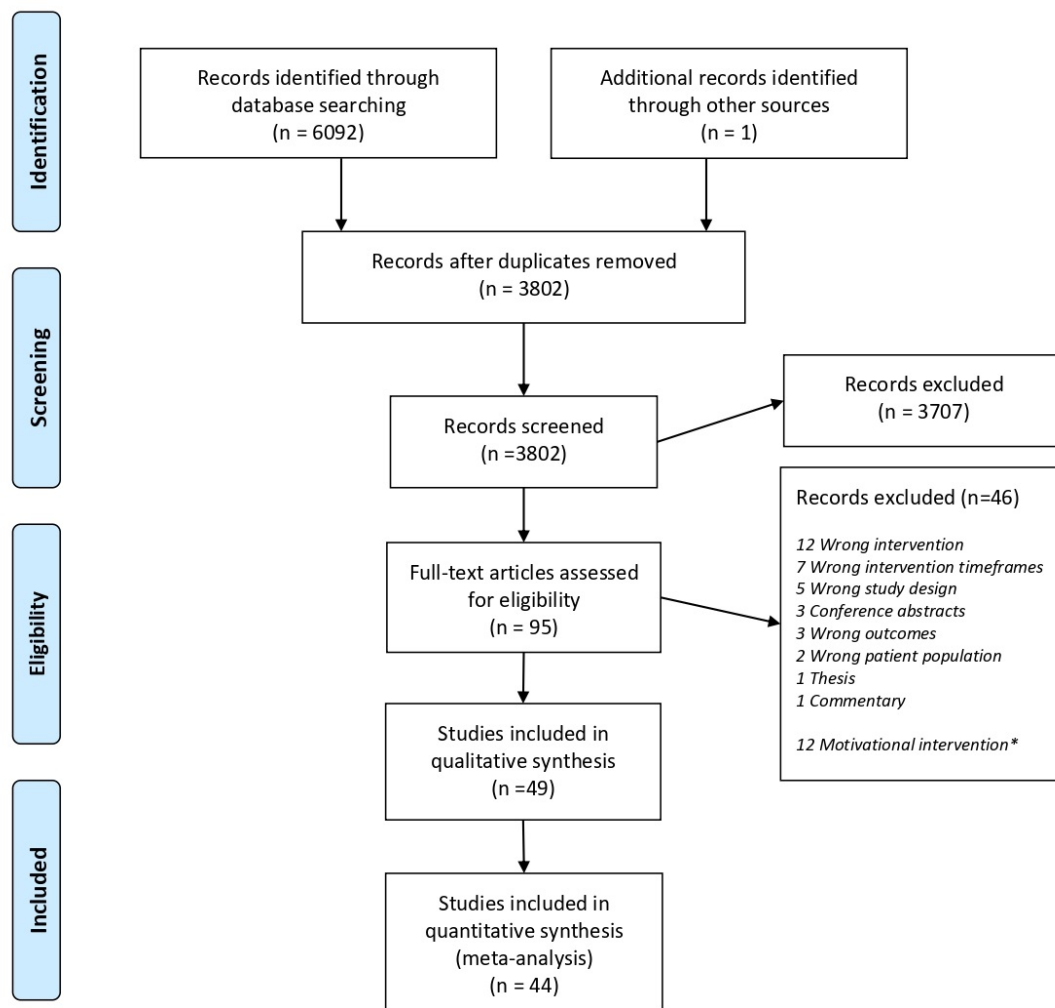 Identification
Records identified through
database searching
(n = 6092)
Additional records identified
through other sources
(n = 1)
Records after duplicates removed
(n = 3802)
Screening
Records screened
(n =3802)
Records excluded
(n = 3707)
Eligibility
Full-text articles assessed
for eligibility
(n = 95)
Records excluded (n=46)
12 Wrong intervention
7 Wrong intervention timeframes
5 Wrong study design
3 Conference abstracts
3 Wrong outcomes
2 Wrong patient population
1 Thesis
1 Commentary
12 Motivational intervention*
Studies included in
qualitative synthesis
(n =49)
Included
Studies included in
quantitative synthesis
(meta-analysis)
(n = 44)